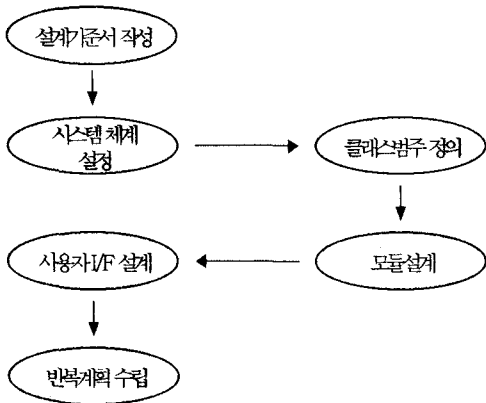 설계기준서 작성
시스템 체계
설정
클래스범주 정의
모듈설계
사용자I/F 설계
반복계획 수립